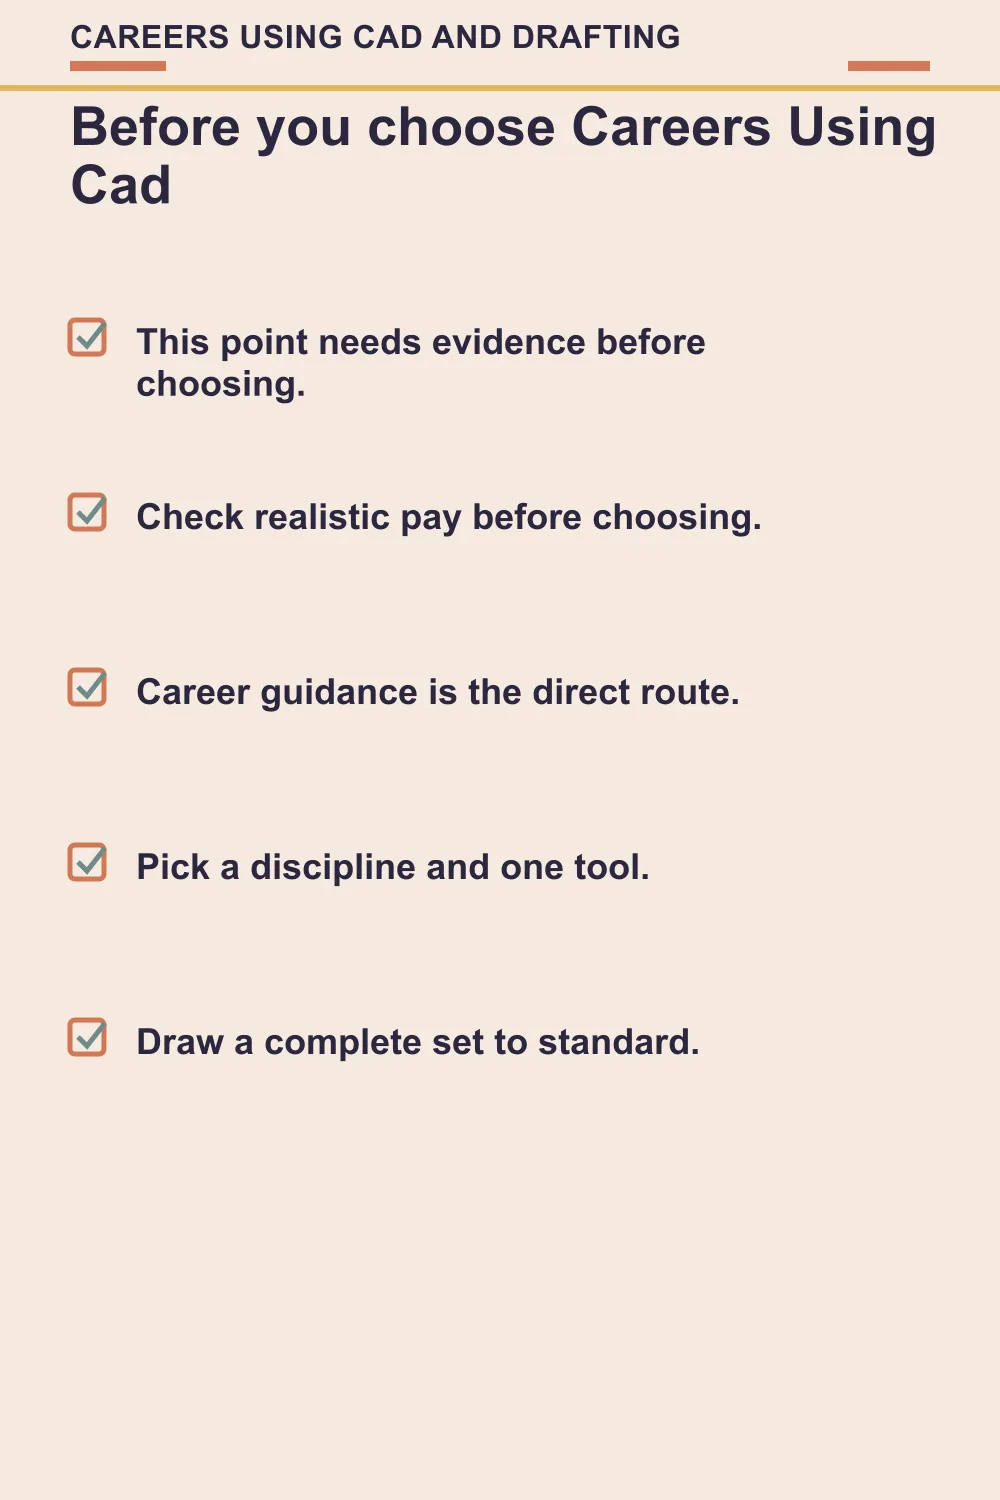 CAREERS USING CAD AND DRAFTING
Before you choose Careers Using
Cad
This point needs evidence before
choosing.
Check realistic pay before choosing.
Career guidance is the direct route.
Pick a discipline and one tool.
Draw a complete set to standard.